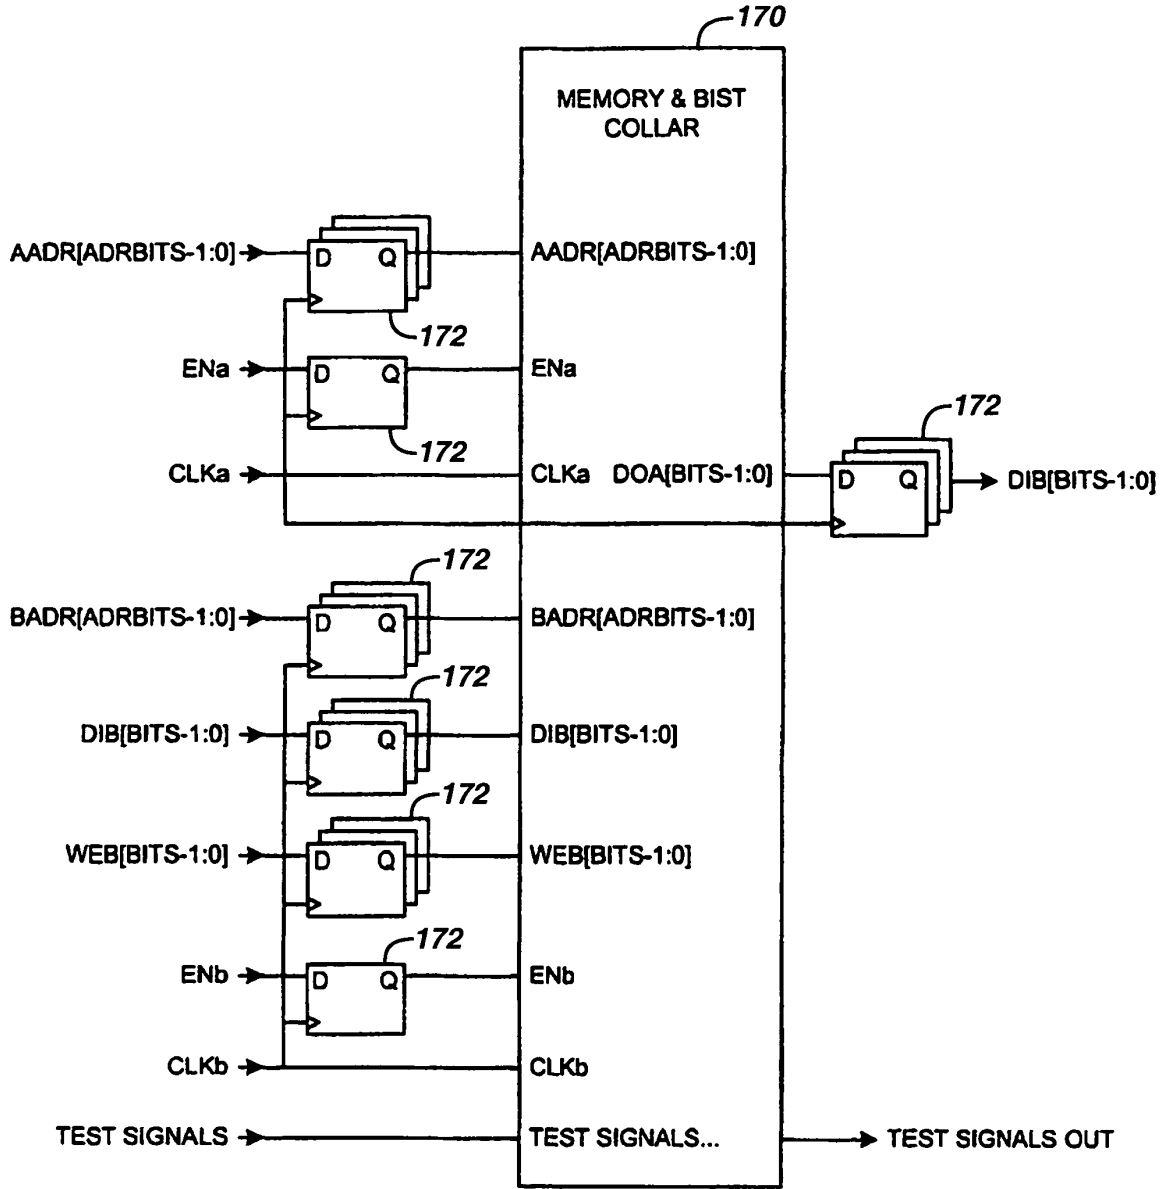 170
MEMORY & BIST
COLLAR
AADR[ADRBITS-1:0] D Q AADR[ADRBITS-1:0]
172
ENa D Q ENa
172
172
CLKa CLKa DOA[BITS-1:0] D Q DIB[BITS-1:0]
172
BADR[ADRBITS-1:0] D Q BADR[ADRBITS-1:0]
172
DIB[BITS-1:0] D Q DIB[BITS-1:0]
172
WEB[BITS-1:0] D Q WEB[BITS-1:0]
172
ENb D Q ENb
CLKb CLKb
TEST SIGNALS TEST SIGNALS... TEST SIGNALS OUT